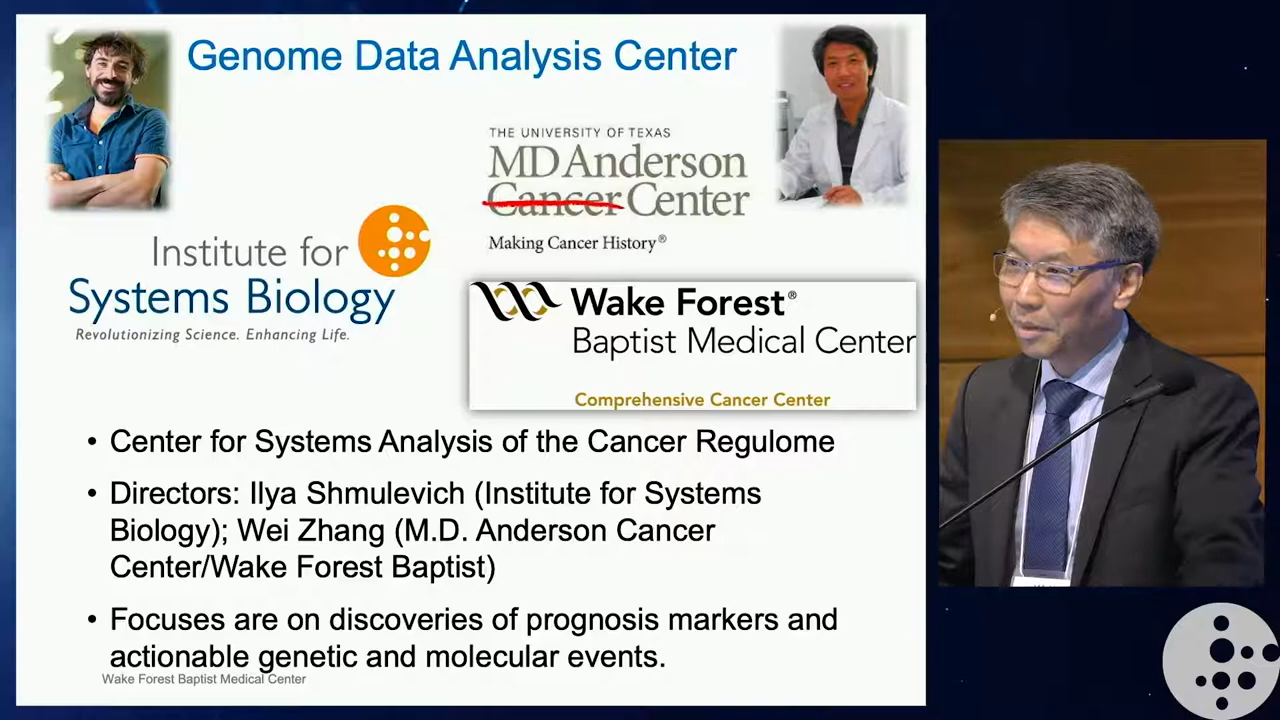 Genome Data Analysis Center
THE UNIVERSITY OF TEXAS
MD Anderson
Cancer Center
Making Cancer History®
Institute for
Systems Biology
Revolutionizing Science. Enhancing Life.
Wake Forest®
Baptist Medical Center
Comprehensive Cancer Center
• Center for Systems Analysis of the Cancer Regulome
• Directors: Ilya Shmulevich (Institute for Systems
Biology); Wei Zhang (M.D. Anderson Cancer
Center/Wake Forest Baptist)
• Focuses are on discoveries of prognosis markers and
actionable genetic and molecular events.
Wake Forest Baptist Medical Center